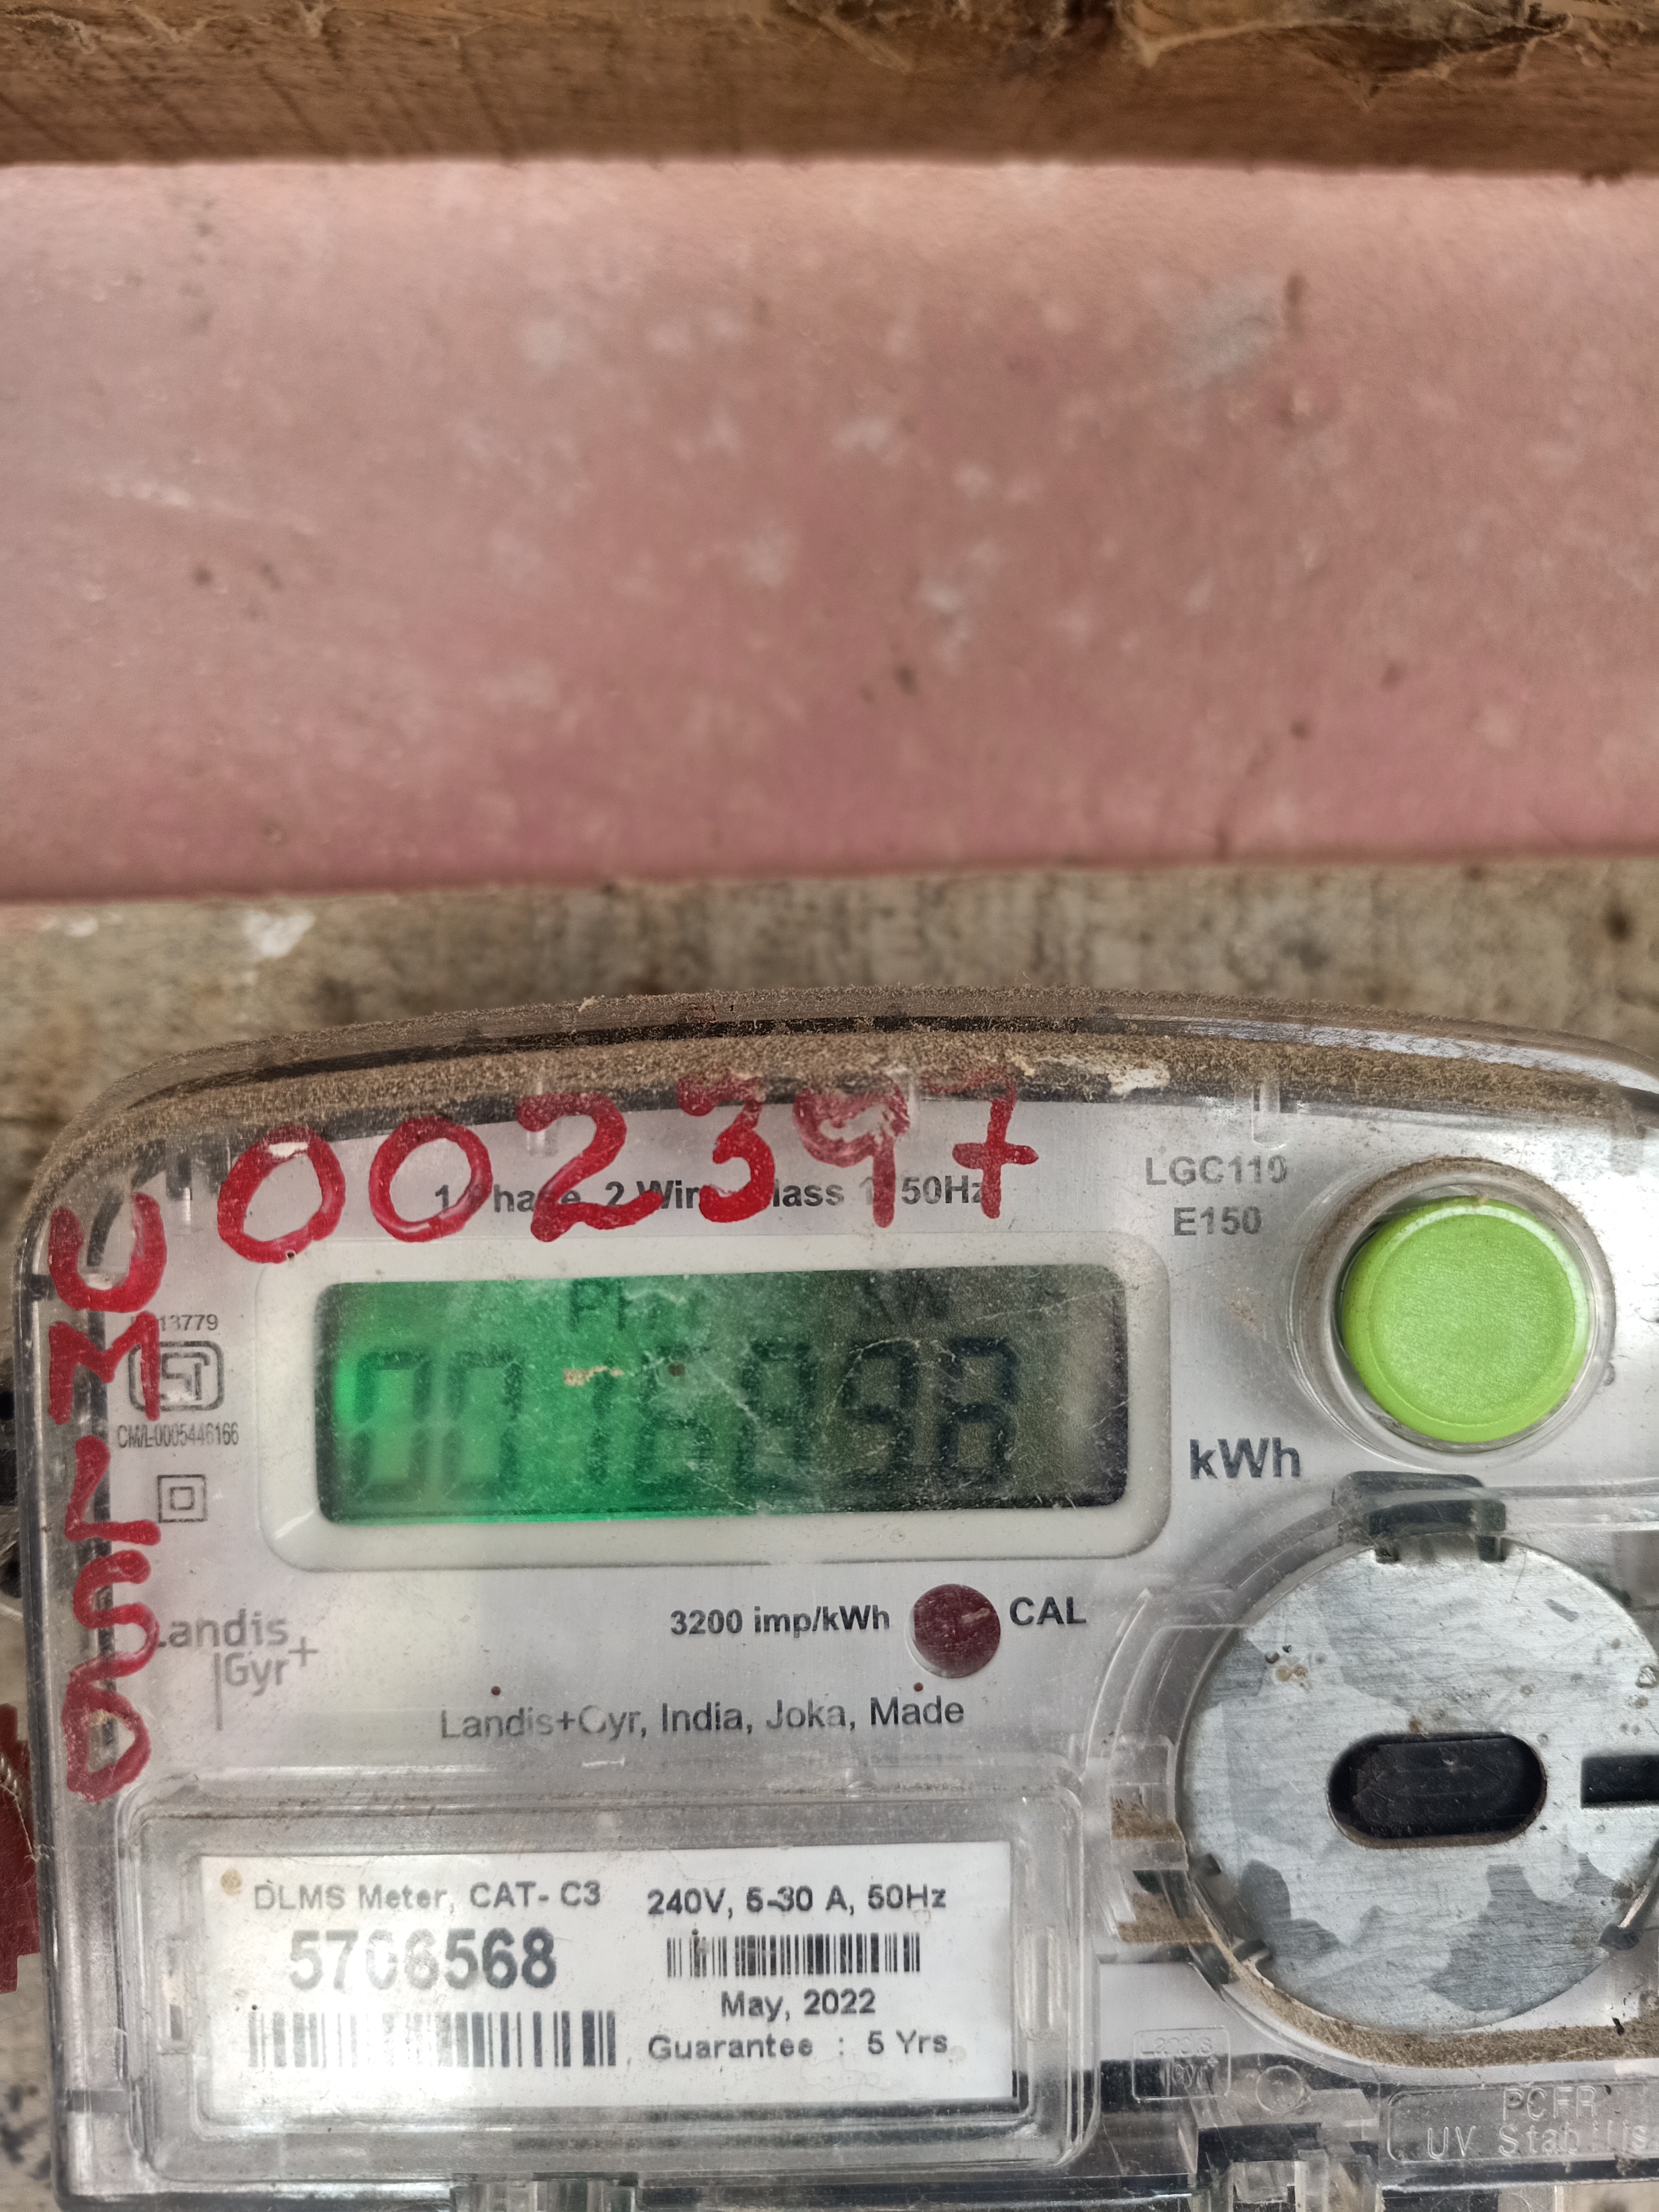 002397
1 Phase, 2 Wire, Class 1, 50Hz
LGC110
E150
13779
CM/L-0005446166
kWh
3200 imp/kWh
CAL
Landis
Gyr+
Landis+Gyr, India, Joka, Made
DLMS Meter, CAT- C3
5706568
240V, 5-30 A, 50Hz
May, 2022
Guarantee : 5 Yrs
Landis
Gyr
PCFR
UV Stabilis